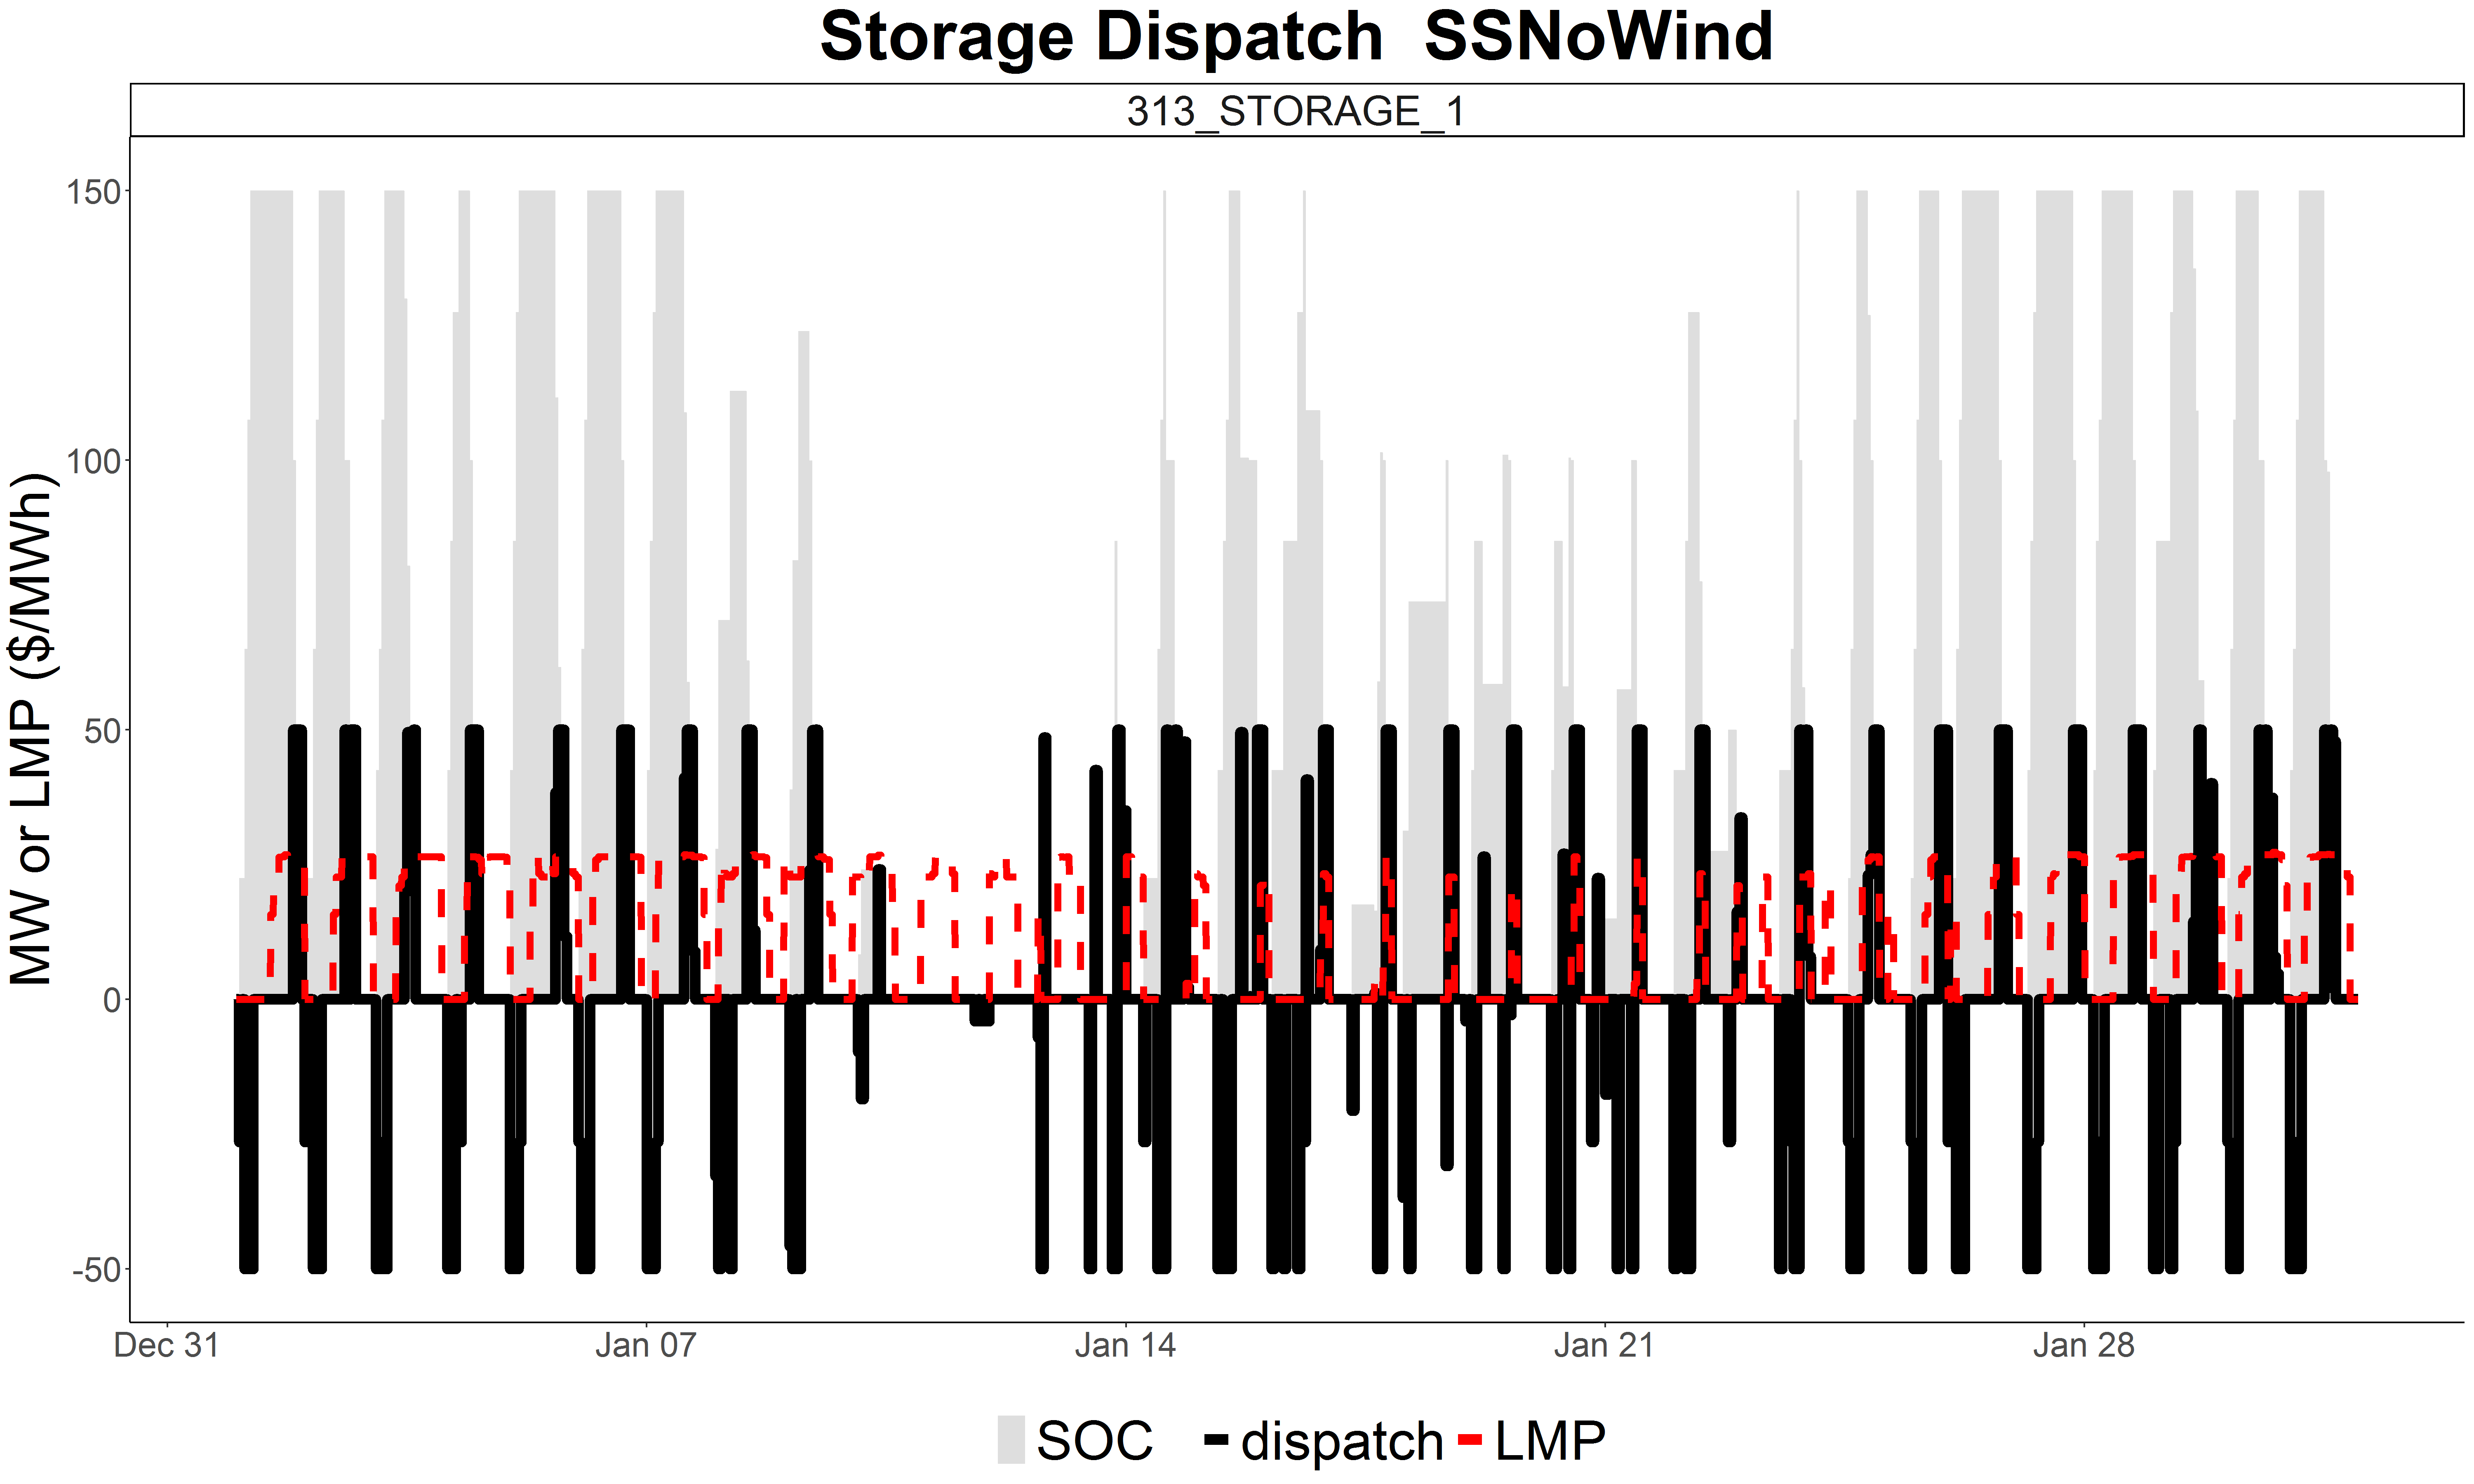 Storage Dispatch  SSNoWind
313_STORAGE_1
MW or LMP ($/MWh)
150
100
50
0
-50
Dec 31
Jan 07
Jan 14
Jan 21
Jan 28
SOC
dispatch
LMP